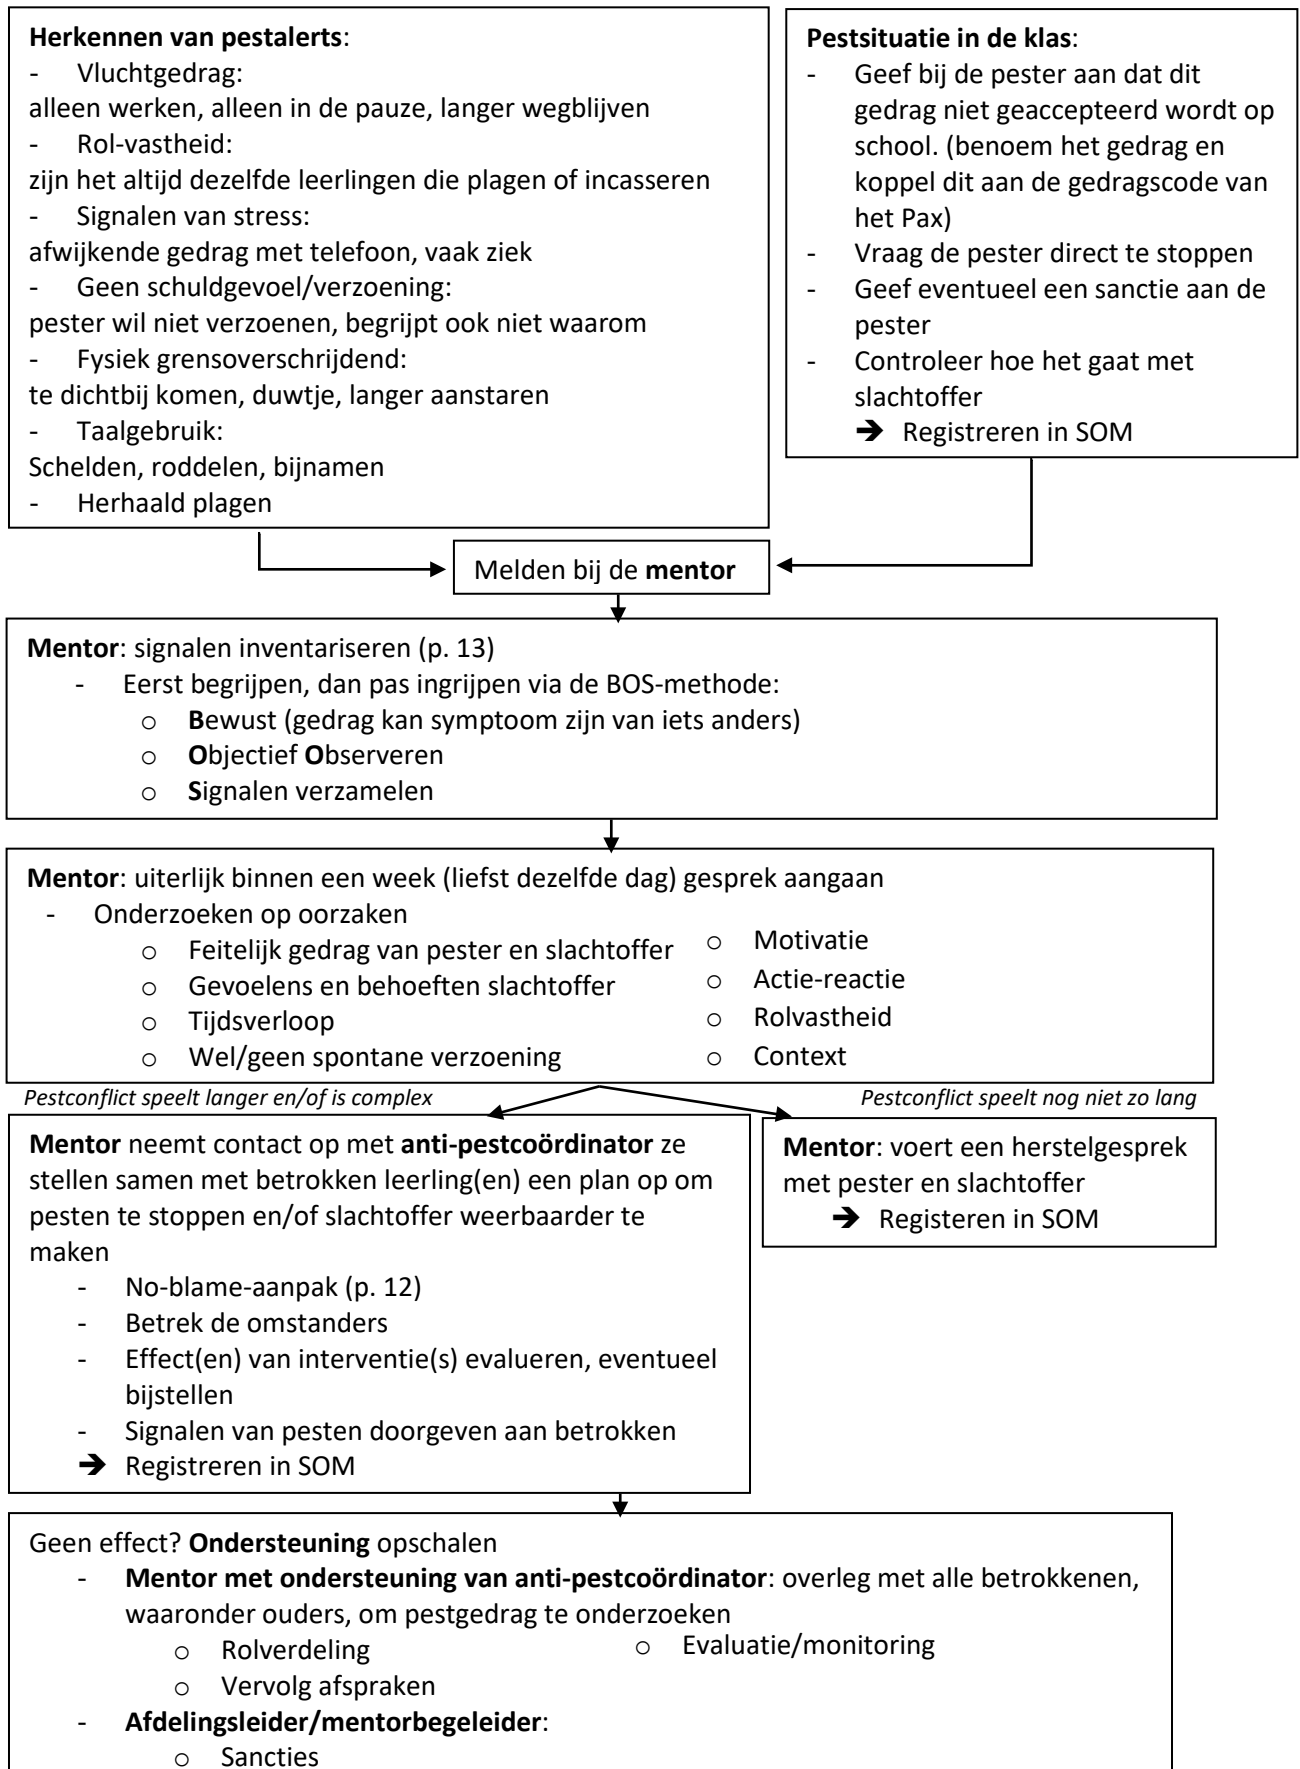 Herkennen van pestalerts:
- Vluchtgedrag:
alleen werken, alleen in de pauze, langer wegblijven
- Rol-vastheid:
zijn het altijd dezelfde leerlingen die plagen of incasseren
- Signalen van stress:
afwijkende gedrag met telefoon, vaak ziek
- Geen schuldgevoel/verzoening:
pester wil niet verzoenen, begrijpt ook niet waarom
- Fysiek grensoverschrijdend:
te dichtbij komen, duwtje, langer aanstaren
- Taalgebruik:
Schelden, roddelen, bijnamen
- Herhaald plagen
Pestsituatie in de klas:
- Geef bij de pester aan dat dit
gedrag niet geaccepteerd wordt op
school. (benoem het gedrag en
koppel dit aan de gedragscode van
het Pax)
- Vraag de pester direct te stoppen
- Geef eventueel een sanctie aan de
pester
- Controleer hoe het gaat met
slachtoffer
➔ Registreren in SOM
Melden bij de mentor
Mentor: signalen inventariseren (p. 13)
- Eerst begrijpen, dan pas ingrijpen via de BOS-methode:
o Bewust (gedrag kan symptoom zijn van iets anders)
o Objectief Observeren
o Signalen verzamelen
Mentor: uiterlijk binnen een week (liefst dezelfde dag) gesprek aangaan
- Onderzoeken op oorzaken
o Feitelijk gedrag van pester en slachtoffer
o Gevoelens en behoeften slachtoffer
o Tijdsverloop
o Wel/geen spontane verzoening
o Motivatie
o Actie-reactie
o Rolvastheid
o Context
Pestconflict speelt langer en/of is complex
Pestconflict speelt nog niet zo lang
Mentor neemt contact op met anti-pestcoördinator ze
stellen samen met betrokken leerling(en) een plan op om
pesten te stoppen en/of slachtoffer weerbaarder te
maken
- No-blame-aanpak (p. 12)
- Betrek de omstanders
- Effect(en) van interventie(s) evalueren, eventueel
bijstellen
- Signalen van pesten doorgeven aan betrokken
➔ Registreren in SOM
Mentor: voert een herstelgesprek
met pester en slachtoffer
➔ Registeren in SOM
Geen effect? Ondersteuning opschalen
- Mentor met ondersteuning van anti-pestcoördinator: overleg met alle betrokkenen,
waaronder ouders, om pestgedrag te onderzoeken
o Rolverdeling
o Vervolg afspraken
o Evaluatie/monitoring
- Afdelingsleider/mentorbegeleider:
o Sancties